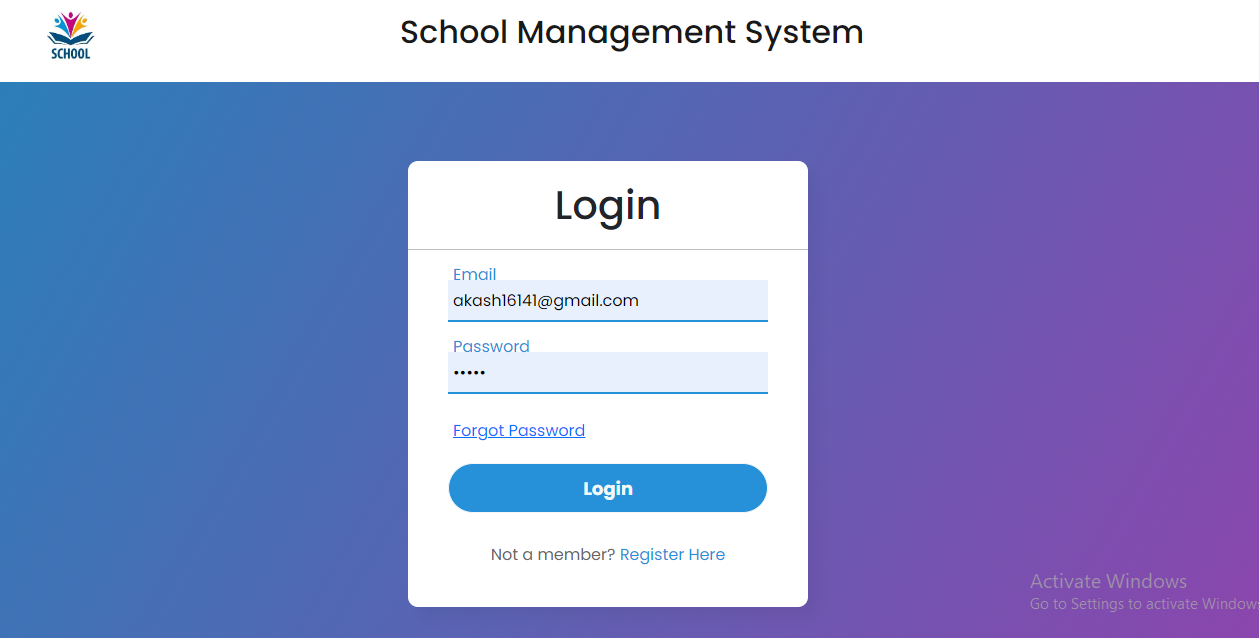 SCHOOL
School Management System
Login
Email
akash16141@gmail.com
Password
•••••
Forgot Password
Login
Not a member? Register Here
Activate Windows
Go to Settings to activate Windows